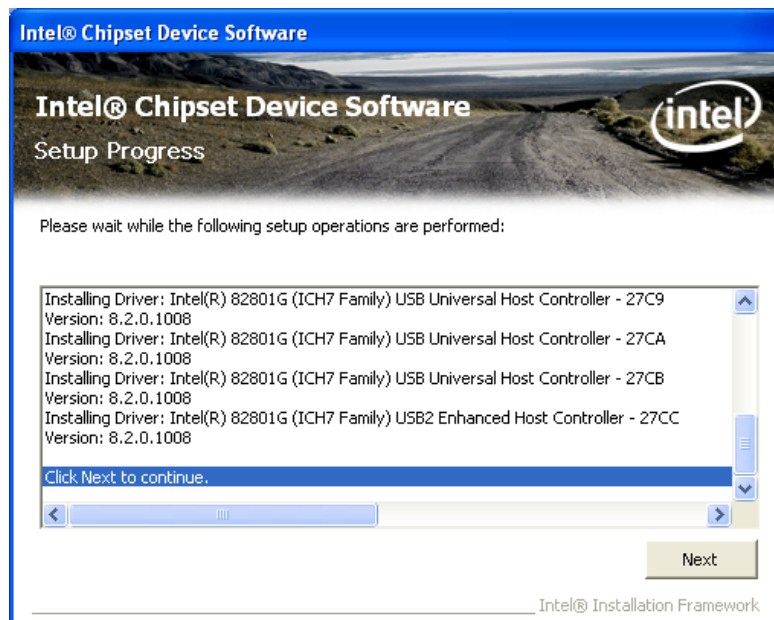 Intel® Chipset Device Software
Intel® Chipset Device Software
intel
Setup Progress
Please wait while the following setup operations are performed:
Installing Driver: Intel(R) 82801G (ICH7 Family) USB Universal Host Controller - 27C9
Version: 8.2.0.1008
Installing Driver: Intel(R) 82801G (ICH7 Family) USB Universal Host Controller - 27CA
Version: 8.2.0.1008
Installing Driver: Intel(R) 82801G (ICH7 Family) USB Universal Host Controller - 27CB
Version: 8.2.0.1008
Installing Driver: Intel(R) 82801G (ICH7 Family) USB2 Enhanced Host Controller - 27CC
Version: 8.2.0.1008
Click Next to continue.
Next
Intel® Installation Framework